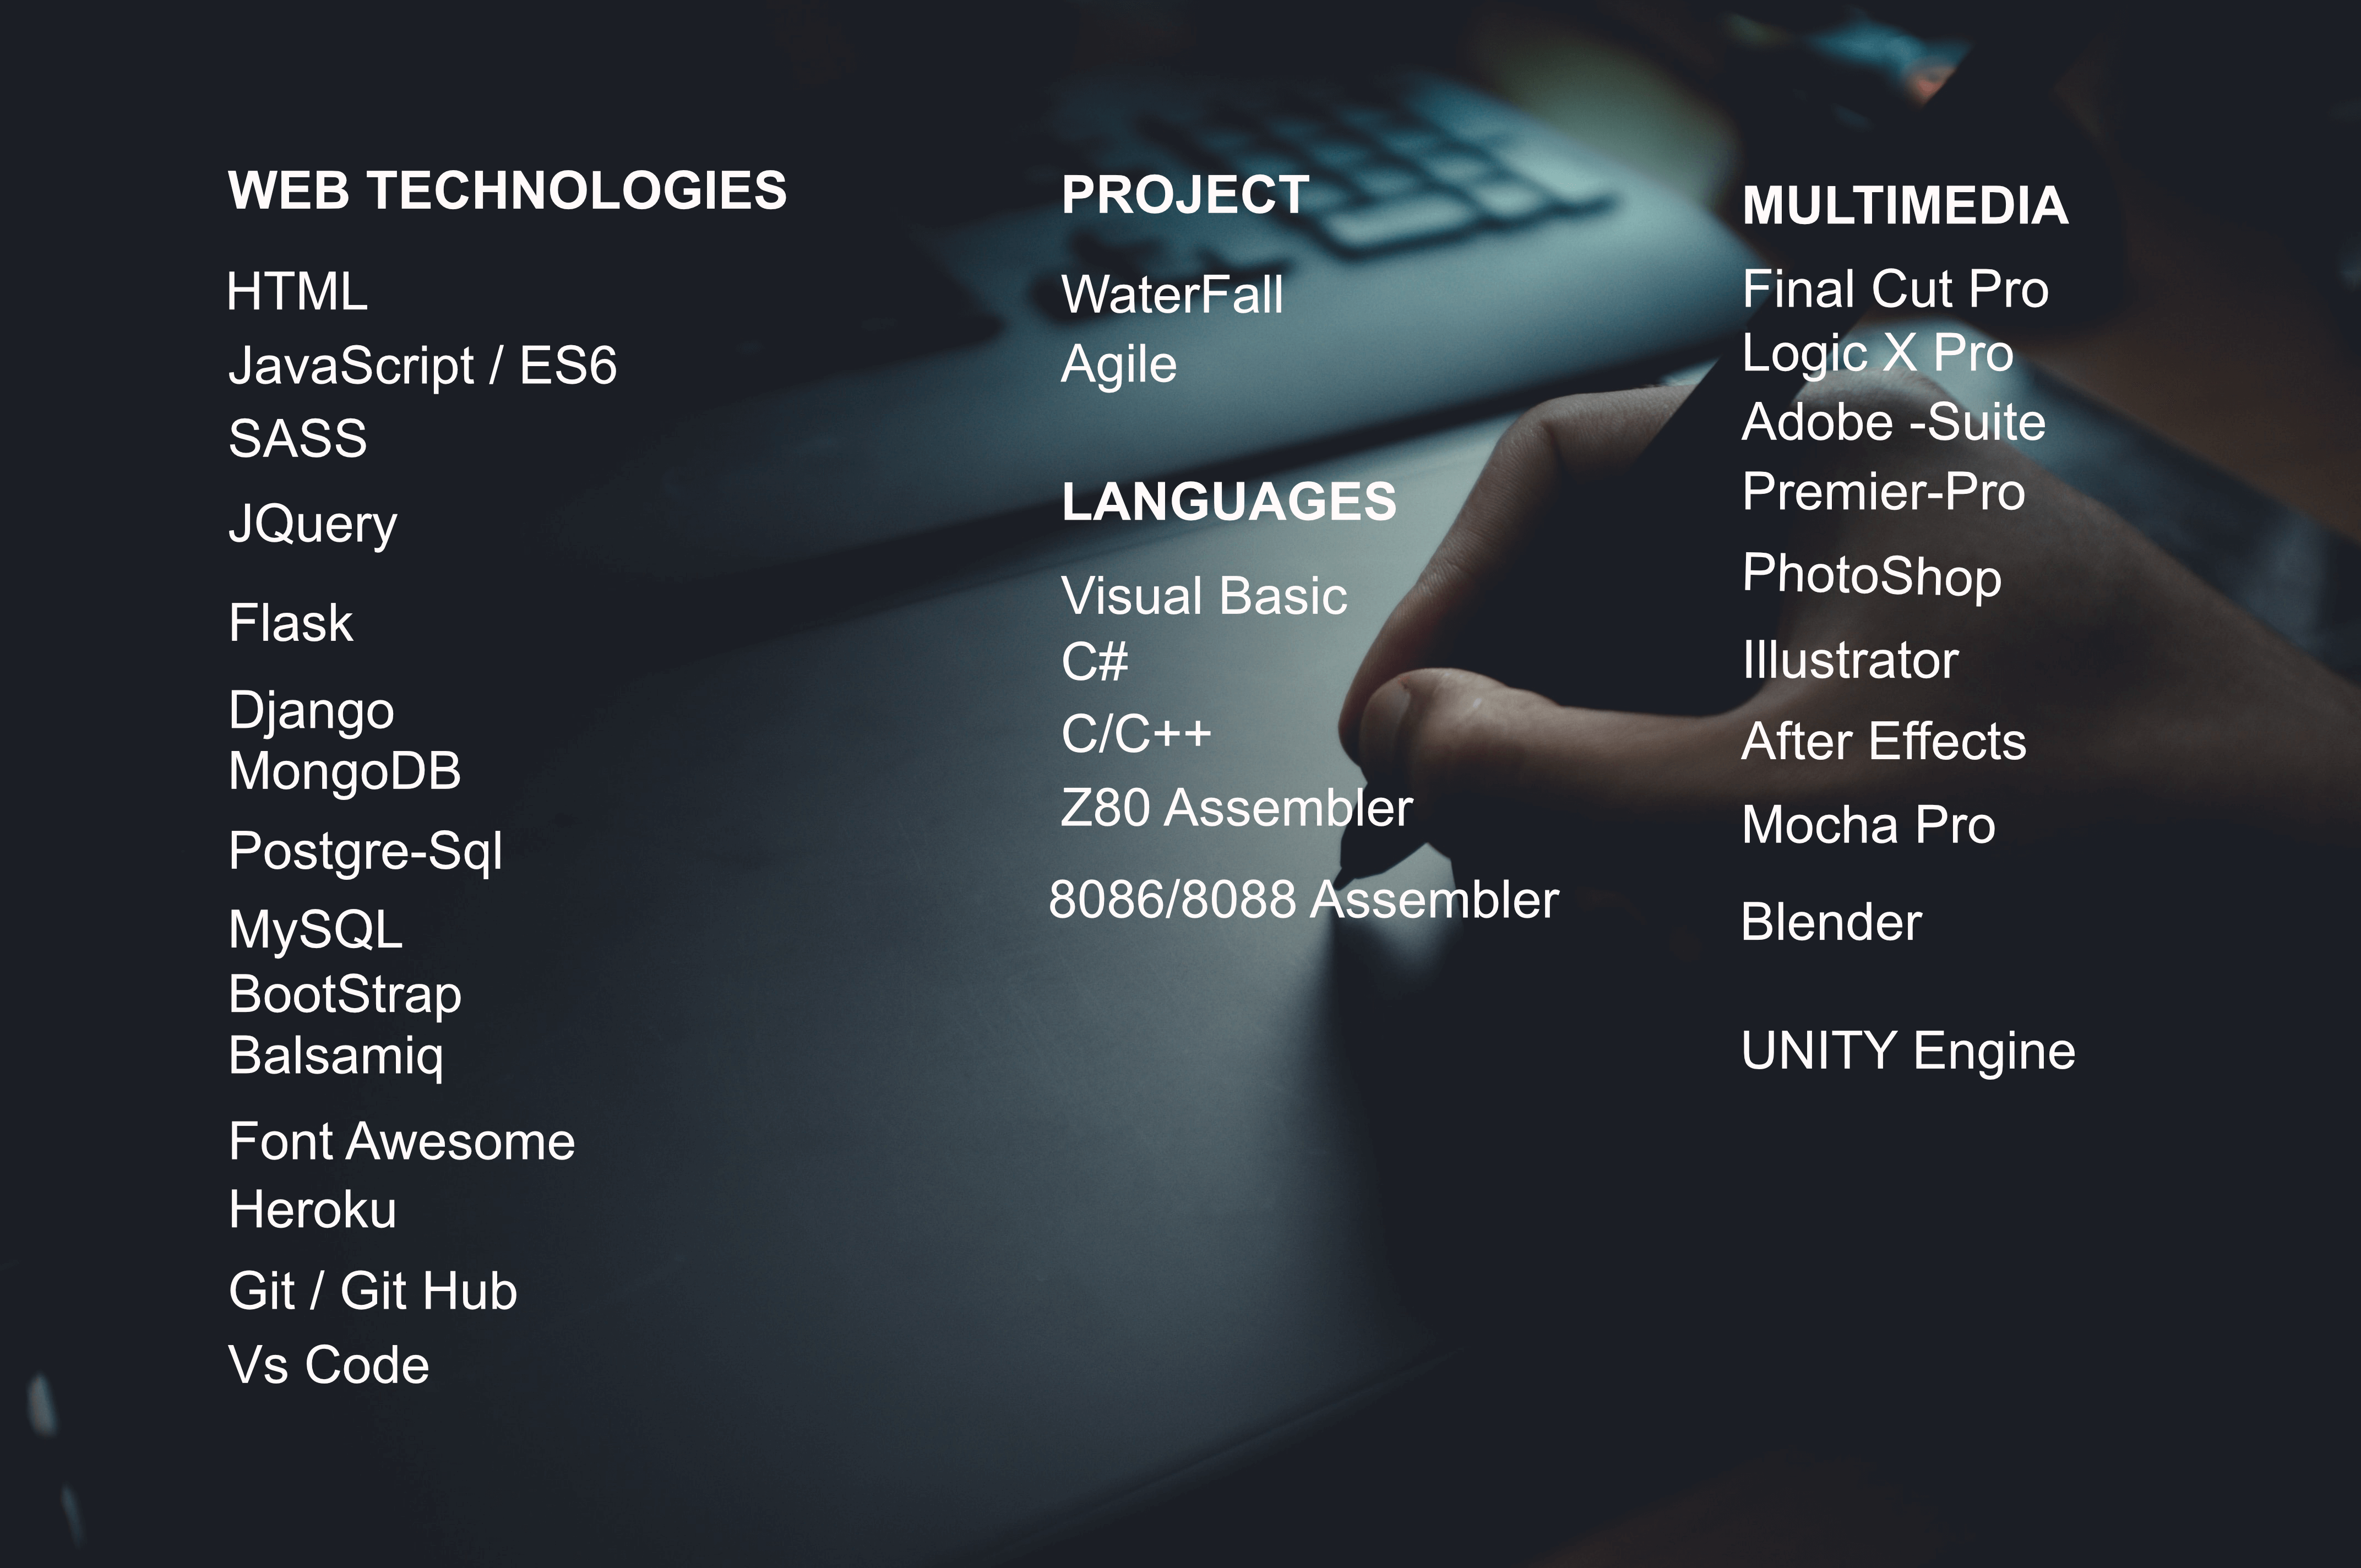 WEB TECHNOLOGIES
HTML
JavaScript / ES6
SASS
JQuery
Flask
Django
MongoDB
Postgre-Sql
MySQL
BootStrap
Balsamiq
Font Awesome
Heroku
Git / Git Hub
Vs Code
PROJECT
WaterFall
Agile
LANGUAGES
Visual Basic
C#
C/C++
Z80 Assembler
8086/8088 Assembler
MULTIMEDIA
Final Cut Pro
Logic X Pro
Adobe -Suite
Premier-Pro
PhotoShop
Illustrator
After Effects
Mocha Pro
Blender
UNITY Engine